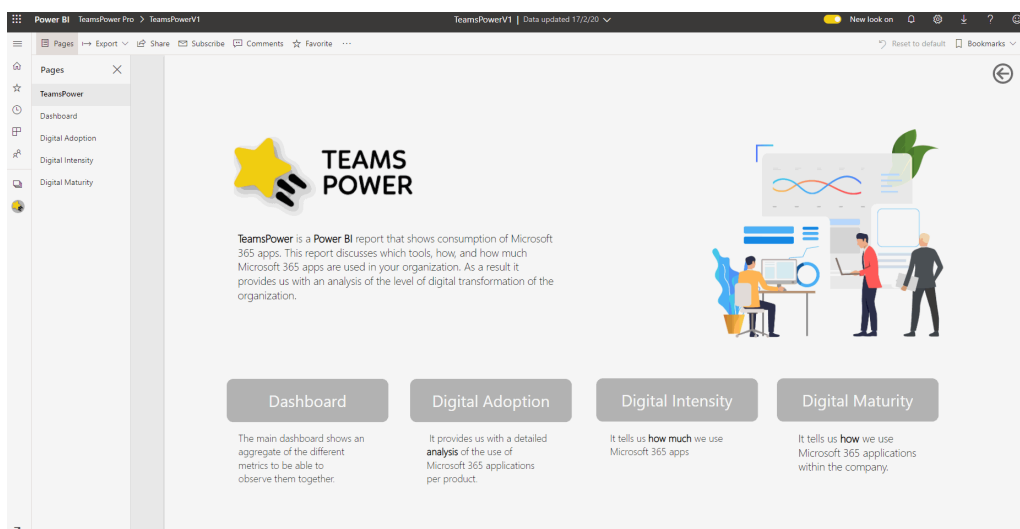 Power BI TeamsPower Pro > TeamsPowerV1
TeamsPowerV1 | Data updated 17/2/20
New look on
Pages
Export
Share
Subscribe
Comments
Favorite
Reset to default
Bookmarks
Pages
TeamsPower
Dashboard
Digital Adoption
Digital Intensity
Digital Maturity
TEAMS
POWER
TeamsPower is a Power BI report that shows consumption of Microsoft
365 apps. This report discusses which tools, how, and how much
Microsoft 365 apps are used in your organization. As a result it
provides us with an analysis of the level of digital transformation of the
organization.
Dashboard
The main dashboard shows an
aggregate of the different
metrics to be able to
observe them together.
Digital Adoption
It provides us with a detailed
analysis of the use of
Microsoft 365 applications
per product.
Digital Intensity
It tells us how much we use
Microsoft 365 apps
Digital Maturity
It tells us how we use
Microsoft 365 applications
within the company.